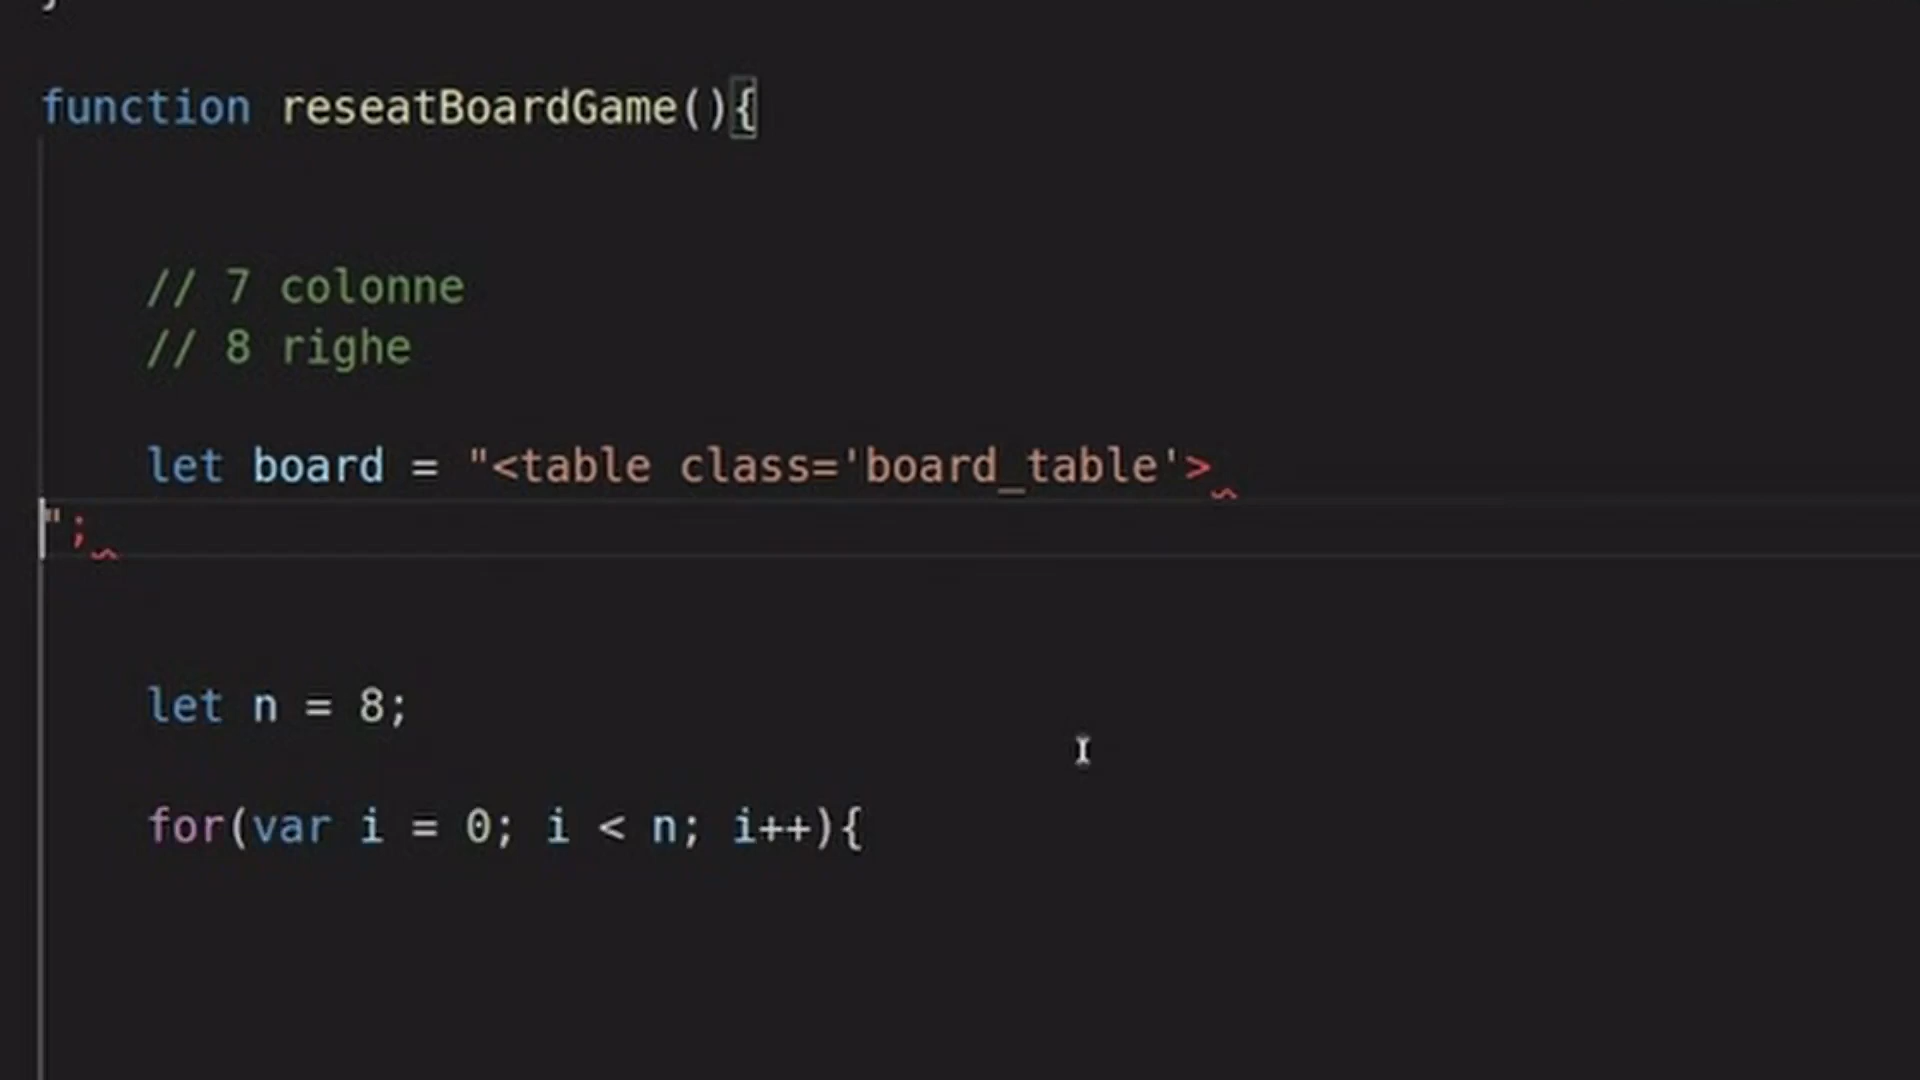 }
function reseatBoardGame(){
// 7 colonne
// 8 righe
let board = "<table class='board_table'>
";
let n = 8;
for(var i = 0; i < n; i++){